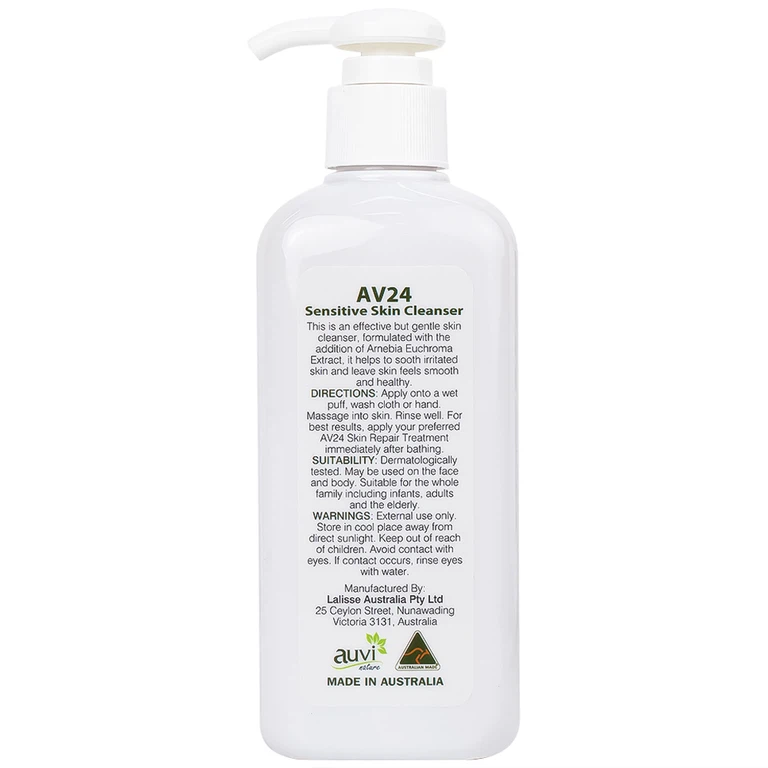 AV24
Sensitive Skin Cleanser
This is an effective but gentle skin
cleanser, formulated with the
addition of Arnebia Euchroma
Extract, it helps to sooth irritated
skin and leave skin feels smooth
and healthy.
DIRECTIONS: Apply onto a wet
puff, wash cloth or hand.
Massage into skin. Rinse well. For
best results, apply your preferred
AV24 Skin Repair Treatment
immediately after bathing.
SUITABILITY: Dermatologically
tested. May be used on the face
and body. Suitable for the whole
family including infants, adults
and the elderly.
WARNINGS: External use only.
Store in cool place away from
direct sunlight. Keep out of reach
of children. Avoid contact with
eyes. If contact occurs, rinse eyes
with water.
Manufactured By:
Lalisse Australia Pty Ltd
25 Ceylon Street, Nunawading
Victoria 3131, Australia
auvi
nature
AUSTRALIAN MADE
MADE IN AUSTRALIA